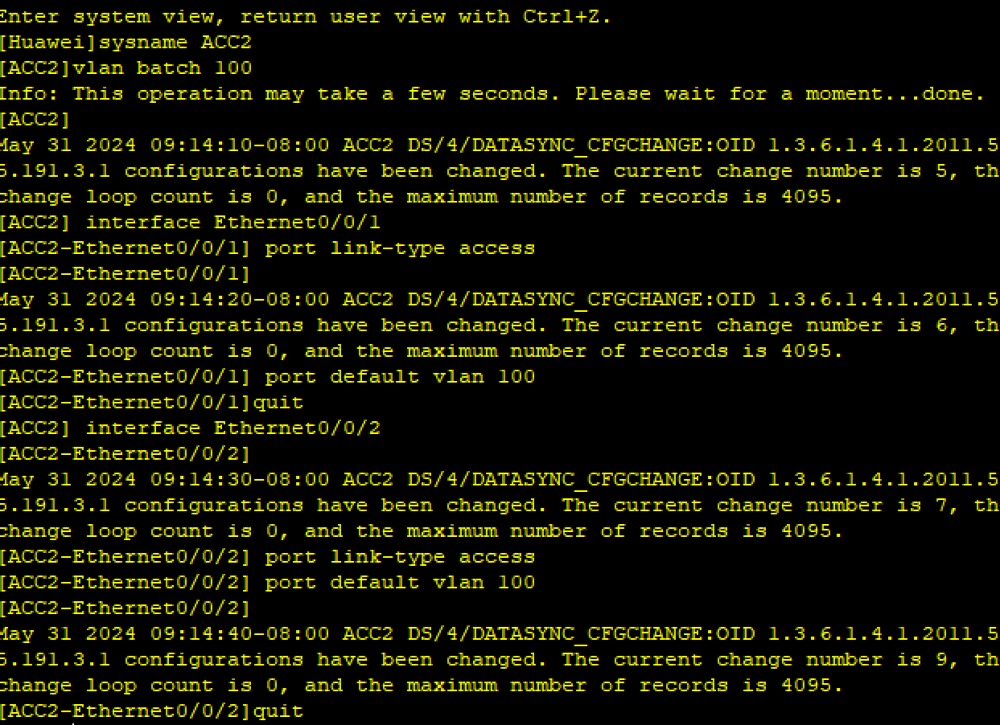 Enter system view, return user view with Ctrl+Z.
[Huawei]sysname ACC2
[ACC2]vlan batch 100
Info: This operation may take a few seconds. Please wait for a moment...done.
[ACC2]
May 31 2024 09:14:10-08:00 ACC2 DS/4/DATASYNC_CFGCHANGE:OID 1.3.6.1.4.1.2011.5
5.191.3.1 configurations have been changed. The current change number is 5, th
change loop count is 0, and the maximum number of records is 4095.
[ACC2] interface Ethernet0/0/1
[ACC2-Ethernet0/0/1] port link-type access
[ACC2-Ethernet0/0/1]
May 31 2024 09:14:20-08:00 ACC2 DS/4/DATASYNC_CFGCHANGE:OID 1.3.6.1.4.1.2011.5
5.191.3.1 configurations have been changed. The current change number is 6, th
change loop count is 0, and the maximum number of records is 4095.
[ACC2-Ethernet0/0/1] port default vlan 100
[ACC2-Ethernet0/0/1]quit
[ACC2] interface Ethernet0/0/2
[ACC2-Ethernet0/0/2]
May 31 2024 09:14:30-08:00 ACC2 DS/4/DATASYNC_CFGCHANGE:OID 1.3.6.1.4.1.2011.5
5.191.3.1 configurations have been changed. The current change number is 7, th
change loop count is 0, and the maximum number of records is 4095.
[ACC2-Ethernet0/0/2] port link-type access
[ACC2-Ethernet0/0/2] port default vlan 100
[ACC2-Ethernet0/0/2]
May 31 2024 09:14:40-08:00 ACC2 DS/4/DATASYNC_CFGCHANGE:OID 1.3.6.1.4.1.2011.5
5.191.3.1 configurations have been changed. The current change number is 9, th
change loop count is 0, and the maximum number of records is 4095.
[ACC2-Ethernet0/0/2]quit